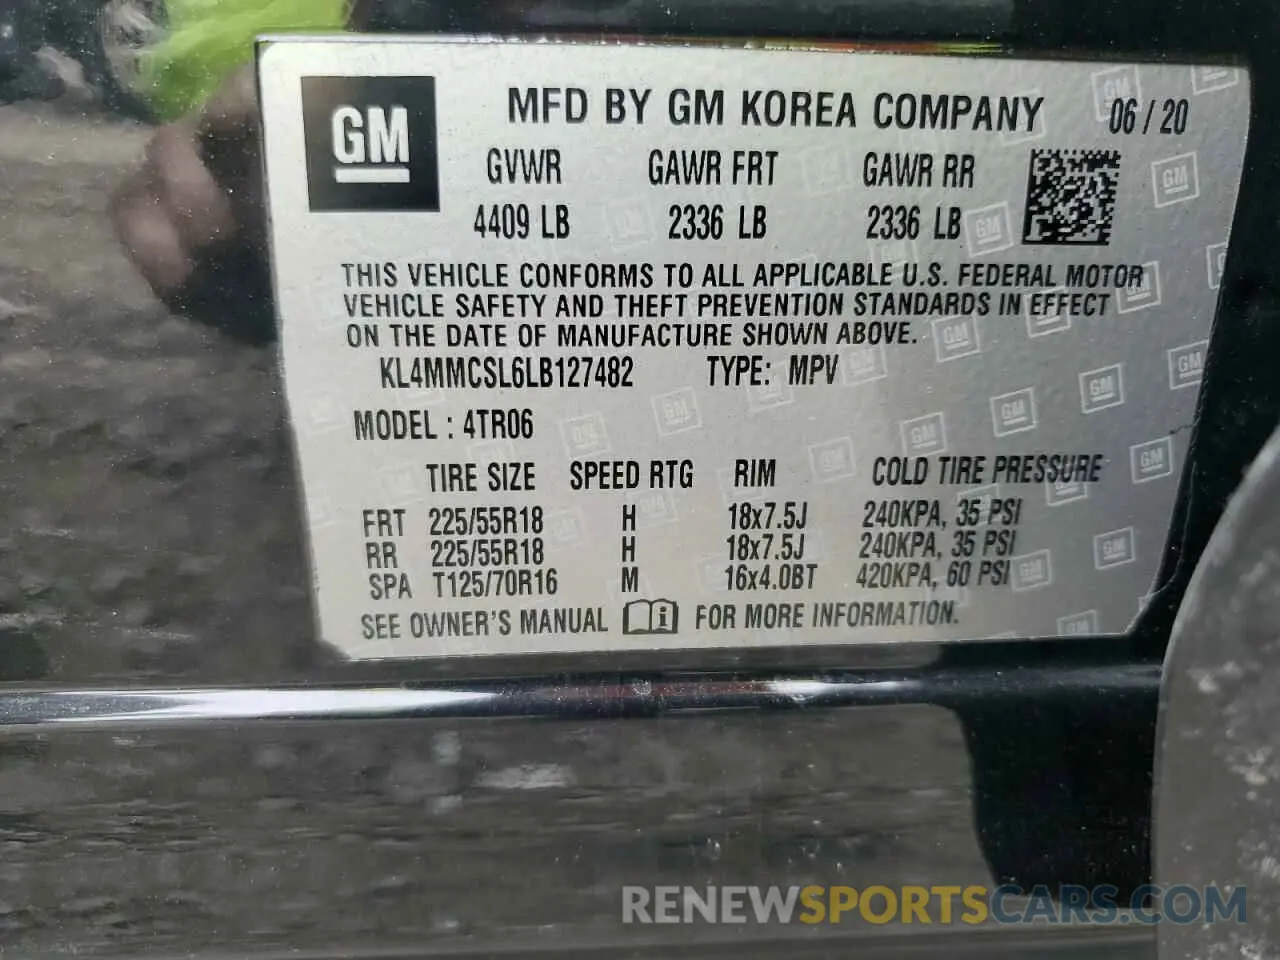 GM
MFD BY GM KOREA COMPANY 06 / 20
GVWR GAWR FRT GAWR RR
4409 LB 2336 LB 2336 LB
THIS VEHICLE CONFORMS TO ALL APPLICABLE U.S. FEDERAL MOTOR
VEHICLE SAFETY AND THEFT PREVENTION STANDARDS IN EFFECT
ON THE DATE OF MANUFACTURE SHOWN ABOVE.
KL4MMCSL6LB127482 TYPE: MPV
MODEL : 4TR06
TIRE SIZE SPEED RTG RIM COLD TIRE PRESSURE
FRT 225/55R18 H 18x7.5J 240KPA, 35 PSI
RR 225/55R18 H 18x7.5J 240KPA, 35 PSI
SPA T125/70R16 M 16x4.0BT 420KPA, 60 PSI
SEE OWNER'S MANUAL i FOR MORE INFORMATION.
RENEWSPORTSCARS.COM